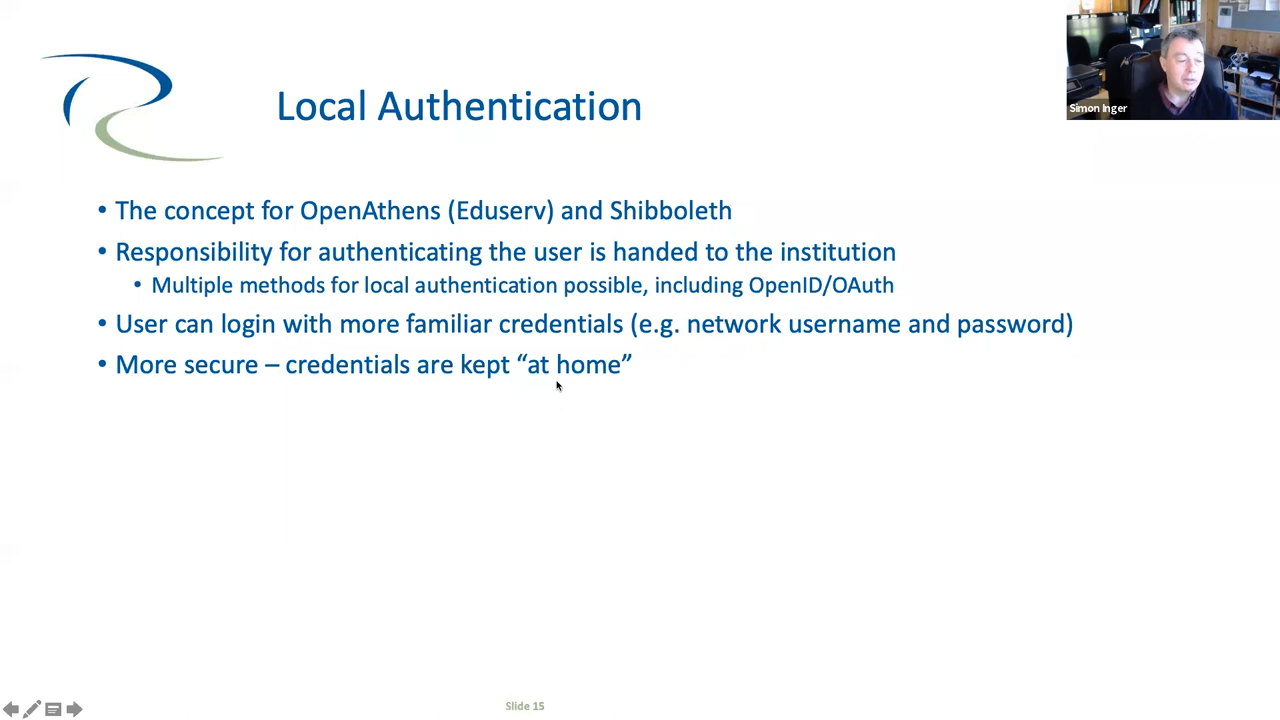 Simon Inger
Local Authentication
• The concept for OpenAthens (Eduserv) and Shibboleth
• Responsibility for authenticating the user is handed to the institution
• Multiple methods for local authentication possible, including OpenID/OAuth
• User can login with more familiar credentials (e.g. network username and password)
• More secure – credentials are kept “at home”
Slide 15